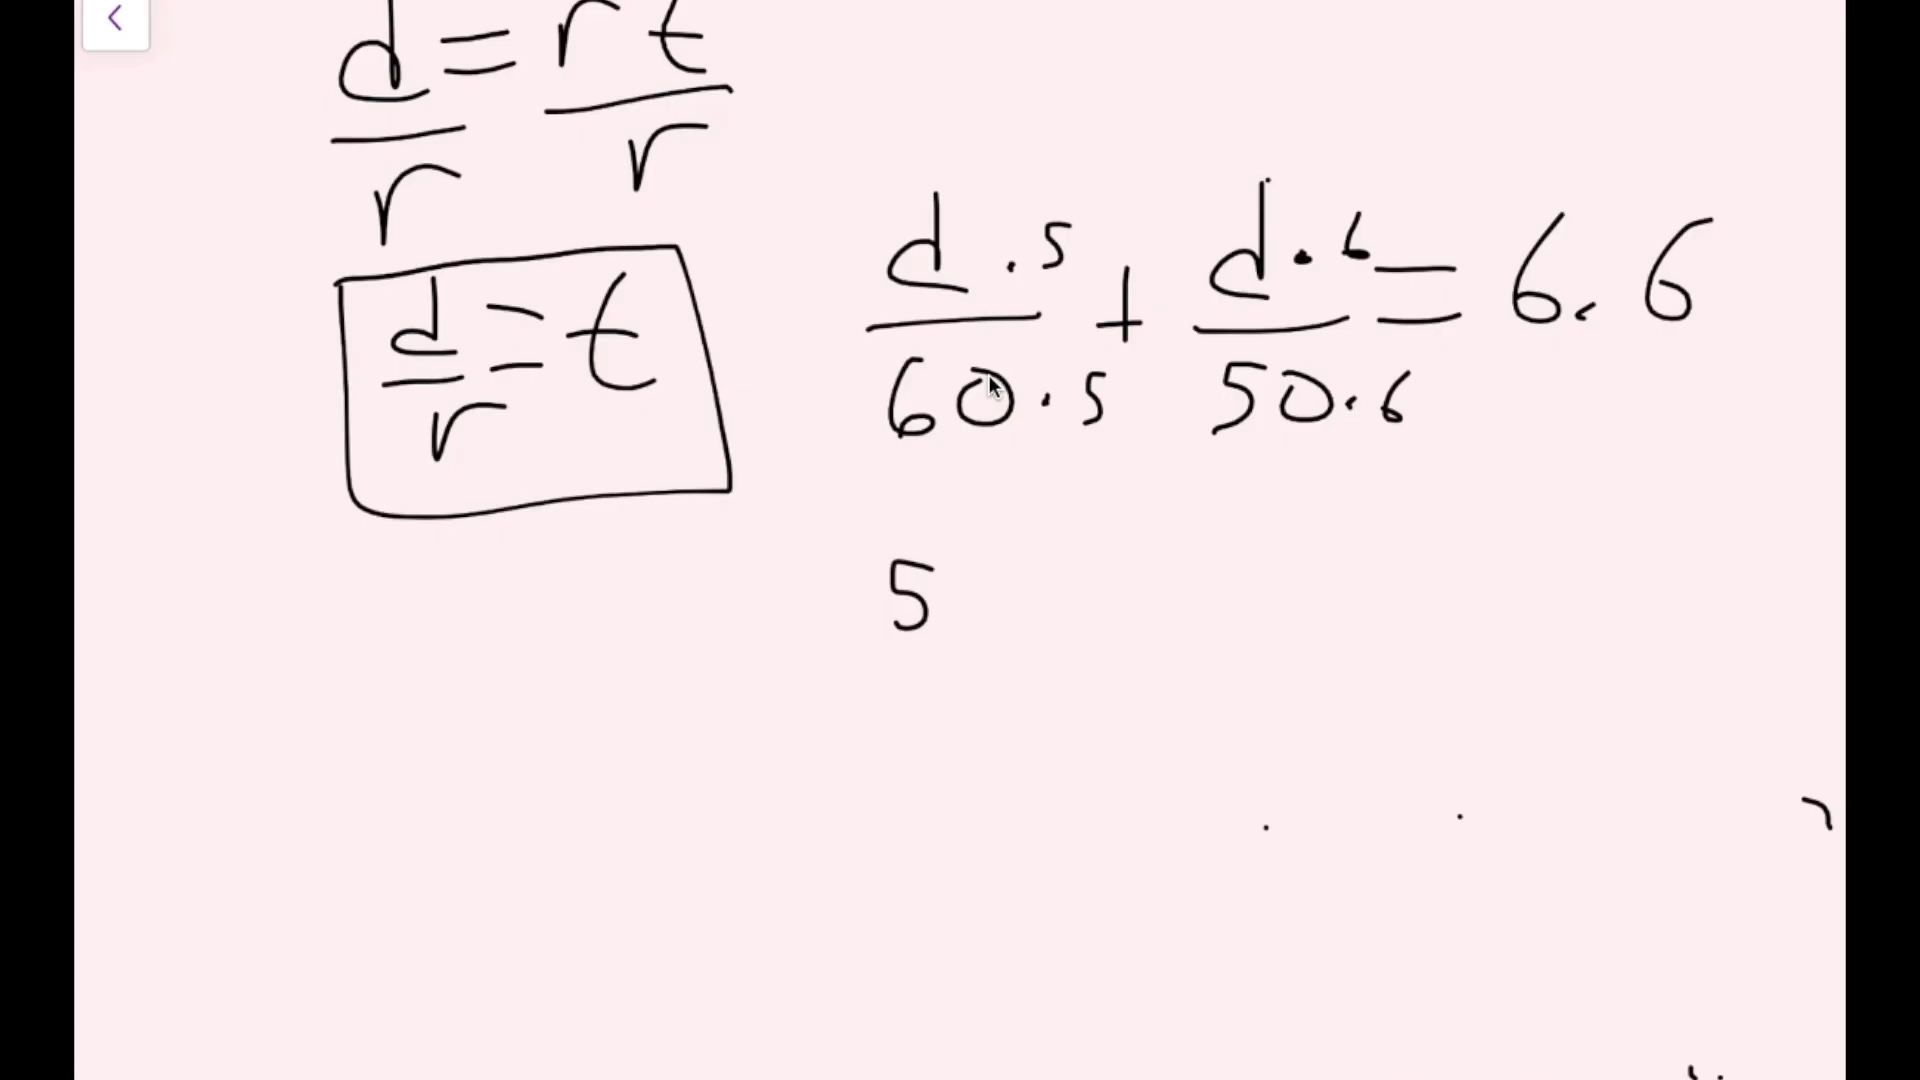 d/r = rt/r
d/r = t
d·5/60·5 + d·6/50·6 = 6.6
5